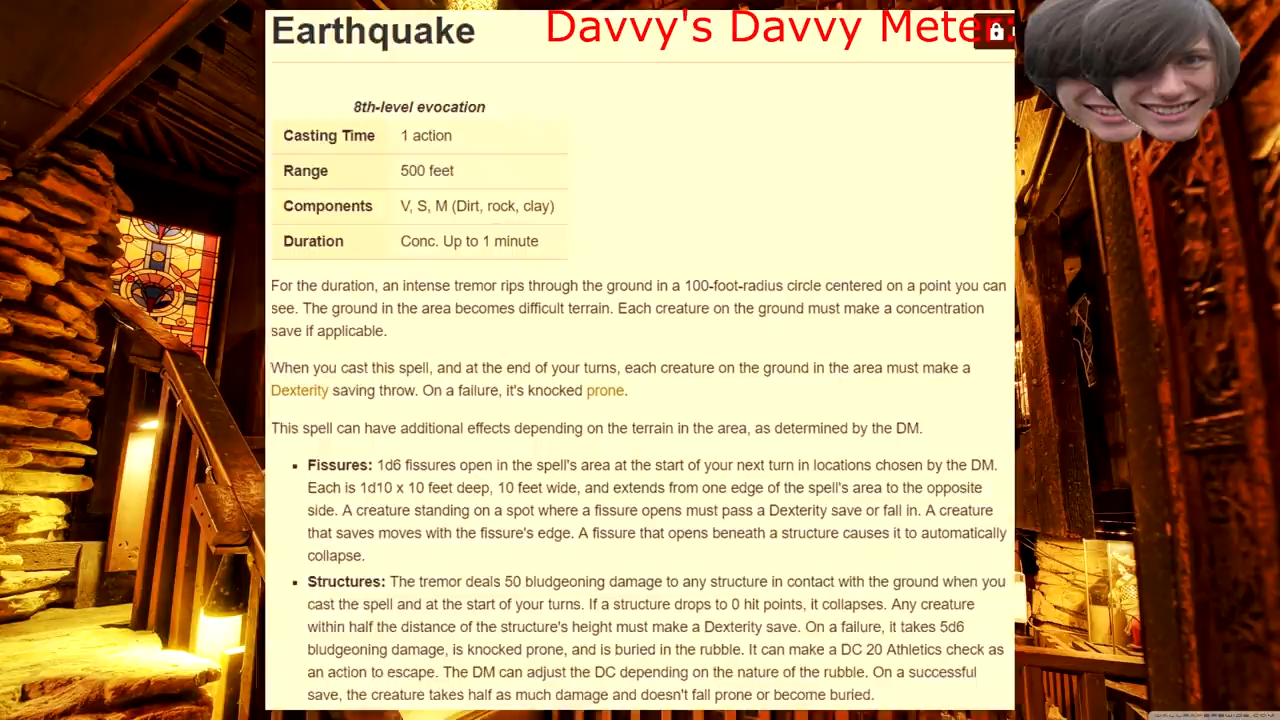 Earthquake
Davvy's Davvy Meter:
8th-level evocation
Casting Time 1 action
Range 500 feet
Components V, S, M (Dirt, rock, clay)
Duration Conc. Up to 1 minute
For the duration, an intense tremor rips through the ground in a 100-foot-radius circle centered on a point you can
see. The ground in the area becomes difficult terrain. Each creature on the ground must make a concentration
save if applicable.
When you cast this spell, and at the end of your turns, each creature on the ground in the area must make a
Dexterity saving throw. On a failure, it's knocked prone.
This spell can have additional effects depending on the terrain in the area, as determined by the DM.
▪ Fissures: 1d6 fissures open in the spell's area at the start of your next turn in locations chosen by the DM.
Each is 1d10 x 10 feet deep, 10 feet wide, and extends from one edge of the spell's area to the opposite
side. A creature standing on a spot where a fissure opens must pass a Dexterity save or fall in. A creature
that saves moves with the fissure's edge. A fissure that opens beneath a structure causes it to automatically
collapse.
▪ Structures: The tremor deals 50 bludgeoning damage to any structure in contact with the ground when you
cast the spell and at the start of your turns. If a structure drops to 0 hit points, it collapses. Any creature
within half the distance of the structure's height must make a Dexterity save. On a failure, it takes 5d6
bludgeoning damage, is knocked prone, and is buried in the rubble. It can make a DC 20 Athletics check as
an action to escape. The DM can adjust the DC depending on the nature of the rubble. On a successful
save, the creature takes half as much damage and doesn't fall prone or become buried.